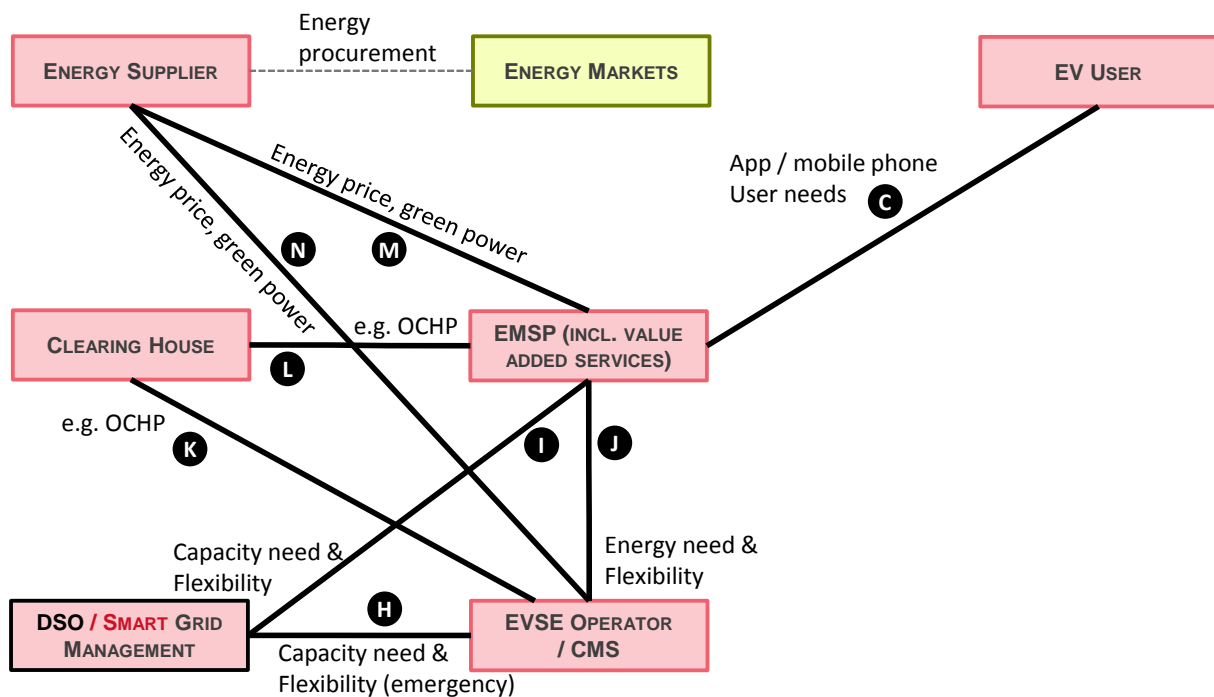 Energy
procurement
ENERGY SUPPLIER
ENERGY MARKETS
EV USER
Energy price, green power
Energy price, green power
App / mobile phone
User needs
C
N
M
CLEARING HOUSE
e.g. OCHP
EMSP (INCL. VALUE
ADDED SERVICES)
L
e.g. OCHP
K
I
J
Capacity need &
Flexibility
Energy need &
Flexibility
DSO / SMART GRID
MANAGEMENT
H
EVSE OPERATOR
/ CMS
Capacity need &
Flexibility (emergency)